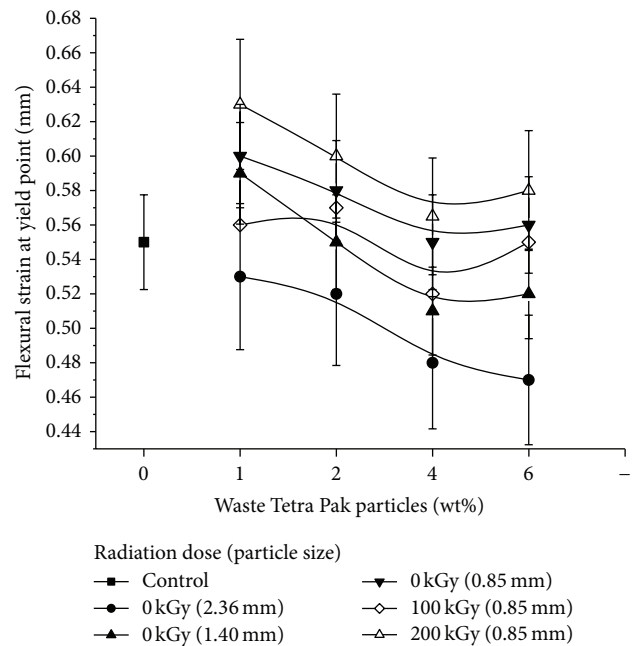 0.68
0.66
0.64
0.62
0.60
0.58
0.56
0.54
0.52
0.50
0.48
0.46
0.44
Flexural strain at yield point (mm)
0 1 2 4 6 –
Waste Tetra Pak particles (wt%)
Radiation dose (particle size)
Control
0 kGy (2.36 mm)
0 kGy (1.40 mm)
0 kGy (0.85 mm)
100 kGy (0.85 mm)
200 kGy (0.85 mm)